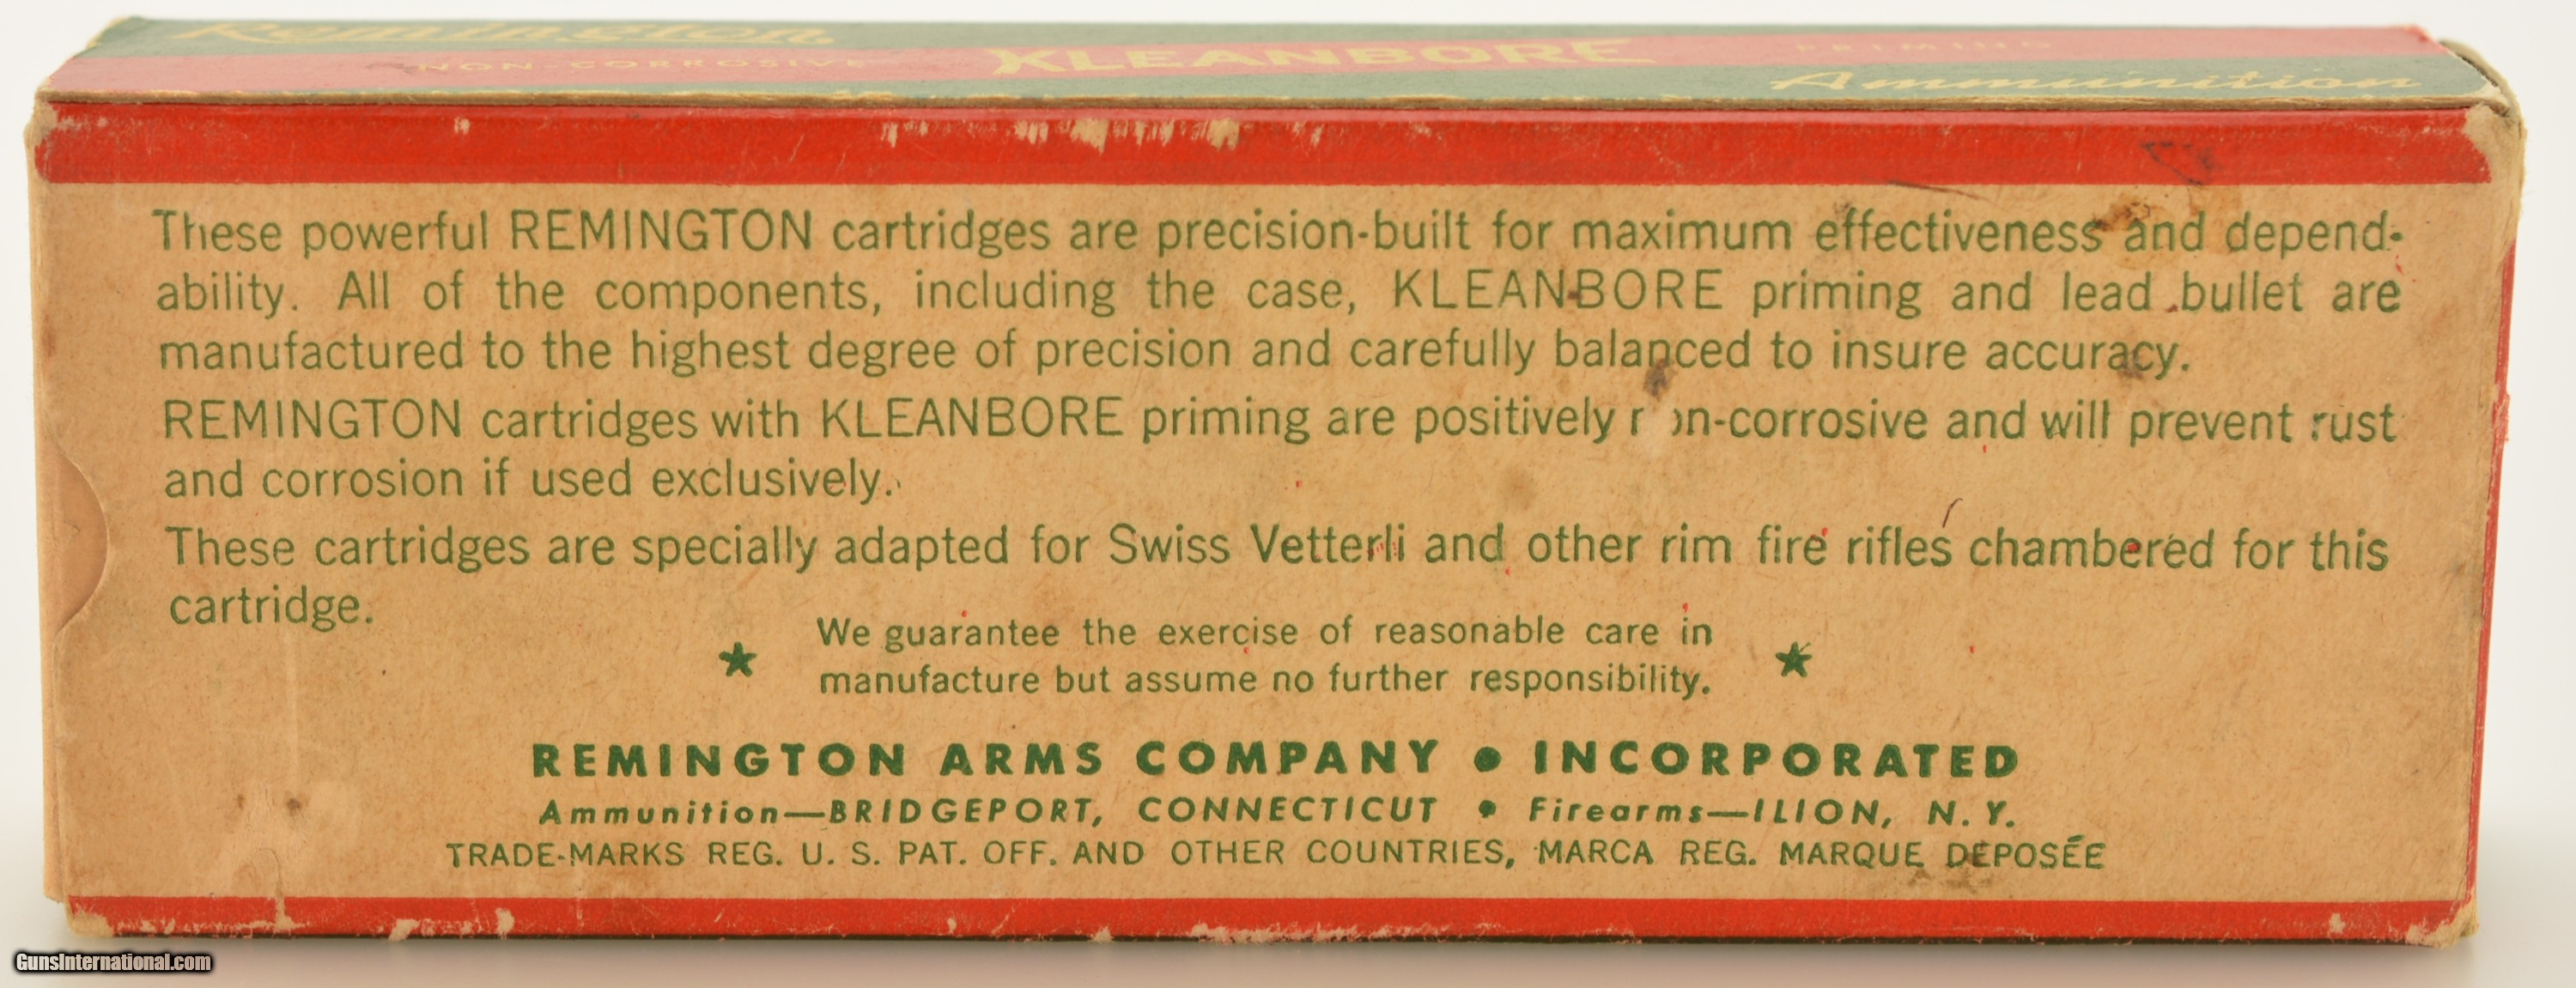 Remington
NON-CORROSIVE KLEANBORE PRIMING
Ammunition
These powerful REMINGTON cartridges are precision-built for maximum effectiveness and depend-
ability. All of the components, including the case, KLEANBORE priming and lead bullet are
manufactured to the highest degree of precision and carefully balanced to insure accuracy.
REMINGTON cartridges with KLEANBORE priming are positively non-corrosive and will prevent rust
and corrosion if used exclusively.
These cartridges are specially adapted for Swiss Vetterli and other rim fire rifles chambered for this
cartridge.
We guarantee the exercise of reasonable care in
manufacture but assume no further responsibility.
REMINGTON ARMS COMPANY • INCORPORATED
Ammunition—BRIDGEPORT, CONNECTICUT • Firearms—ILION, N. Y.
TRADE-MARKS REG. U. S. PAT. OFF. AND OTHER COUNTRIES, MARCA REG. MARQUE DEPOSÉE
GunsInternational.com